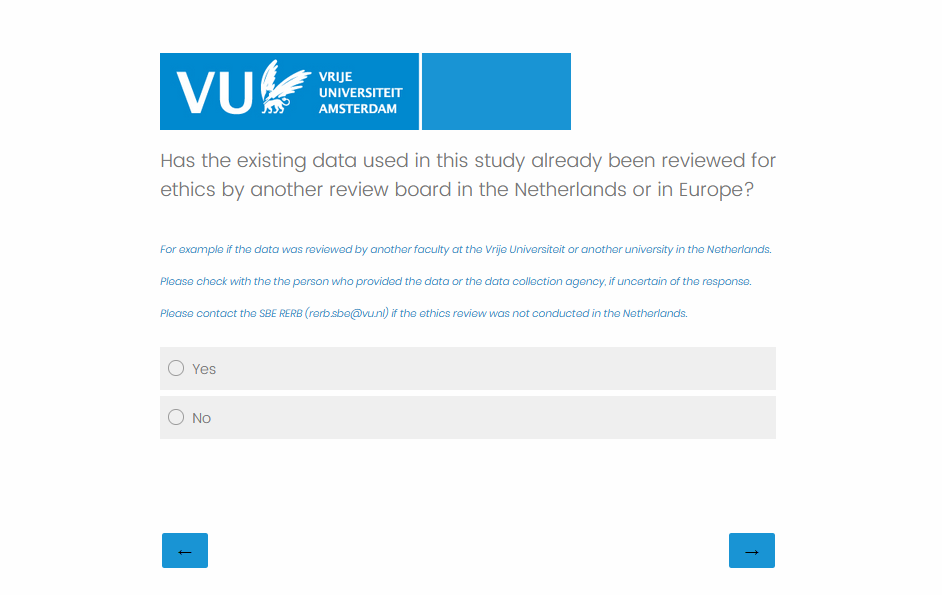 VU
VRIJE
UNIVERSITEIT
AMSTERDAM
Has the existing data used in this study already been reviewed for
ethics by another review board in the Netherlands or in Europe?
For example if the data was reviewed by another faculty at the Vrije Universiteit or another university in the Netherlands.
Please check with the the person who provided the data or the data collection agency, if uncertain of the response.
Please contact the SBE RERB (rerb.sbe@vu.nl) if the ethics review was not conducted in the Netherlands.
Yes
No
← →